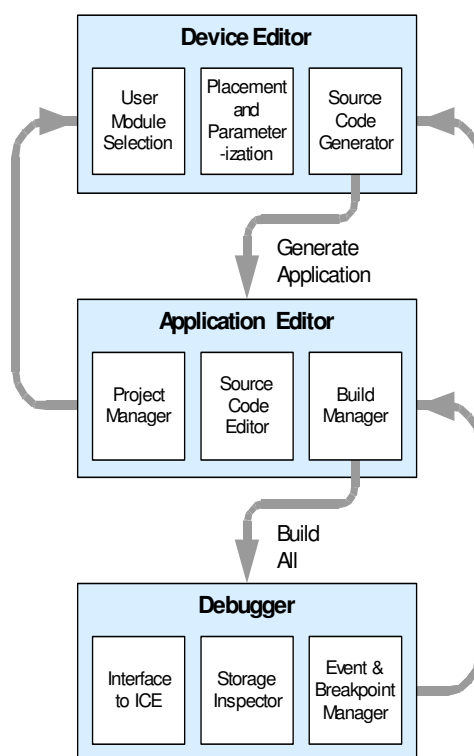 Device Editor
User
Module
Selection
Placement
and
Parameter
-ization
Source
Code
Generator
Generate
Application
Application Editor
Project
Manager
Source
Code
Editor
Build
Manager
Build
All
Debugger
Interface
to ICE
Storage
Inspector
Event &
Breakpoint
Manager